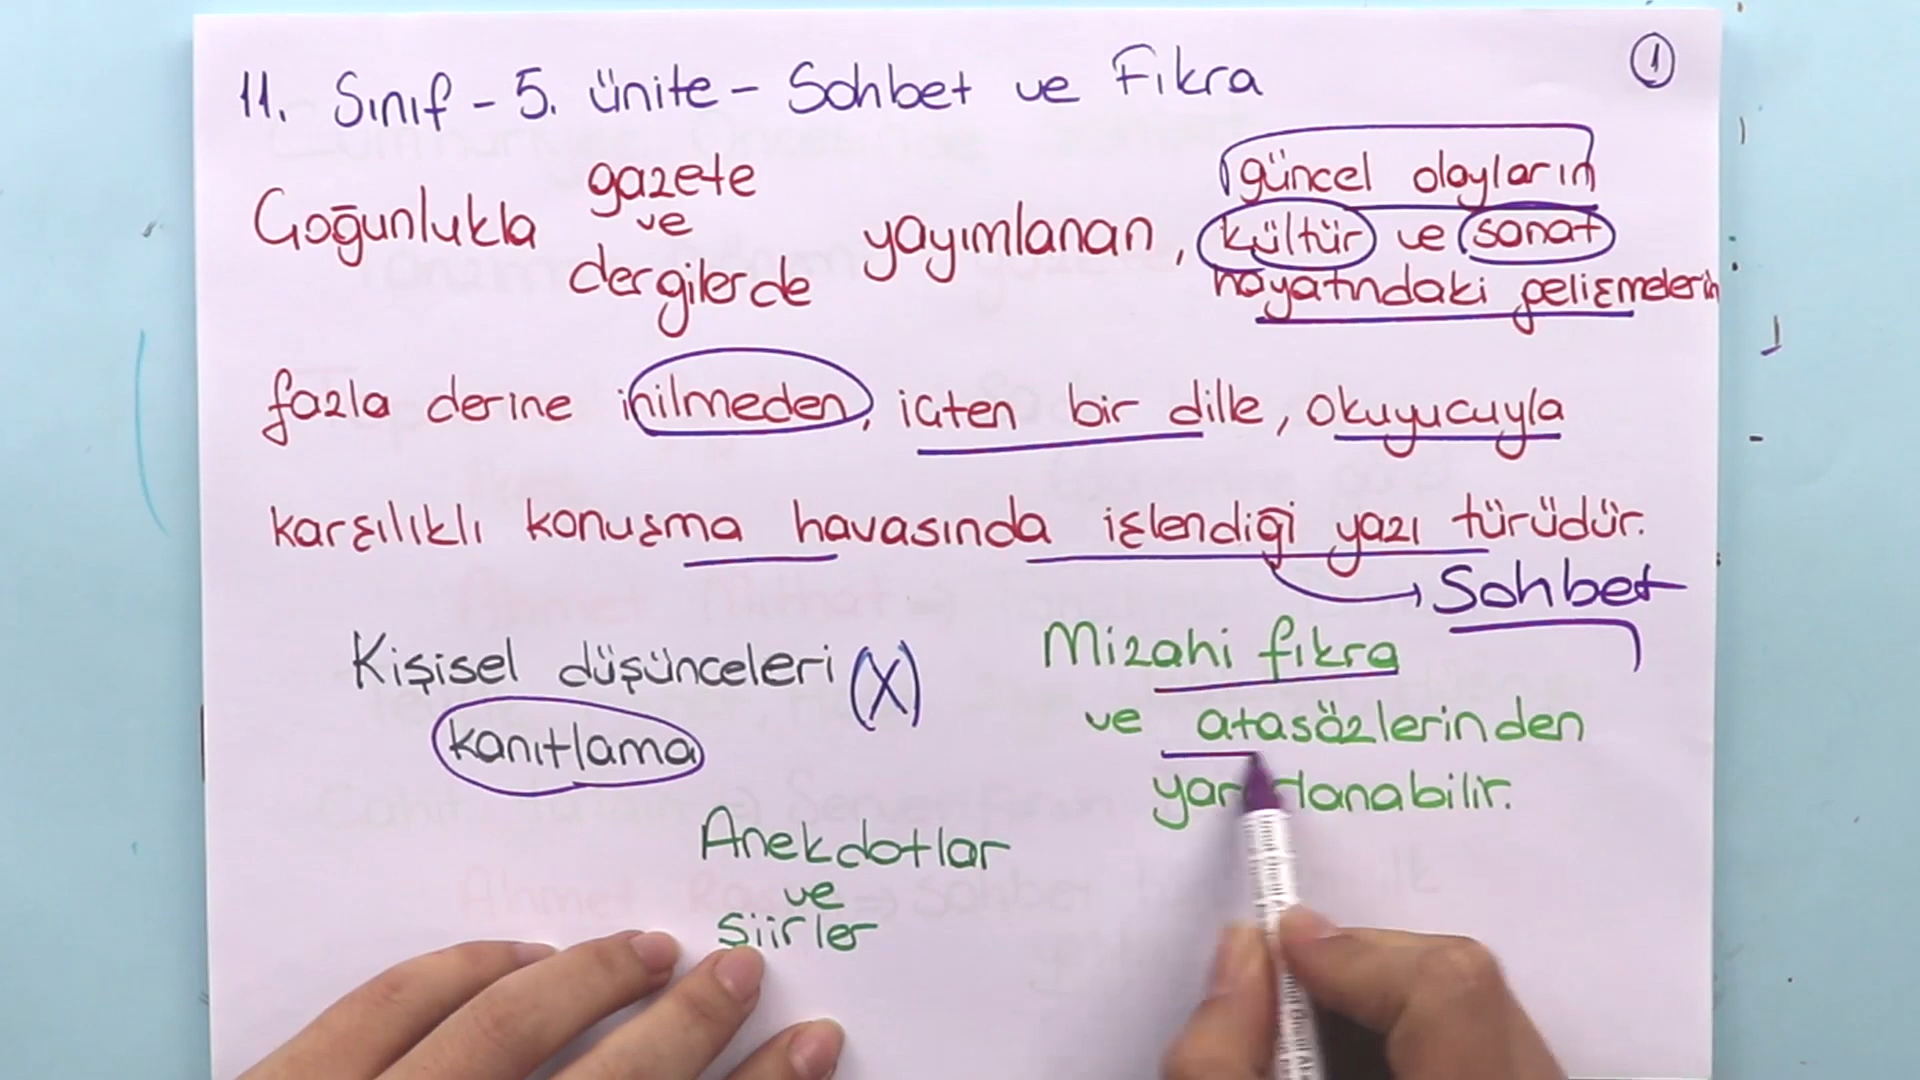 11. Sınıf - 5. ünite - Sohbet ve Fıkra
1
Çoğunlukla gazete ve dergilerde yayımlanan, güncel olayların
kültür ve sanat
hayatındaki gelişmelerin
fazla derine inilmeden, içten bir dille, okuyucuyla
karşılıklı konuşma havasında işlendiği yazı türüdür.
Sohbet
Kişisel düşünceleri (X)
kanıtlama
Mizahi fıkra
ve atasözlerinden
yararlanabilir.
Anekdotlar
ve
Şiirler